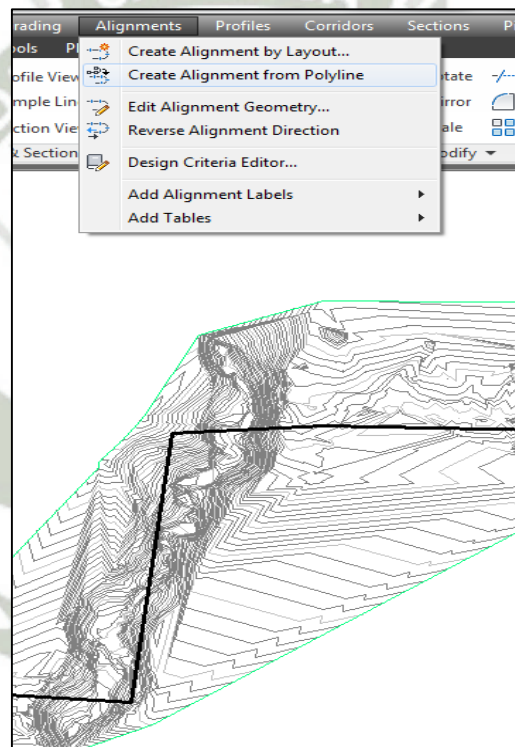 rading Alignments Profiles Corridors Sections P
ools Pl
Create Alignment by Layout...
ofile View
Create Alignment from Polyline
tate
mple Lin
irror
Edit Alignment Geometry...
ction Vie
Reverse Alignment Direction
ale
& Section
Design Criteria Editor...
odify
Add Alignment Labels
Add Tables